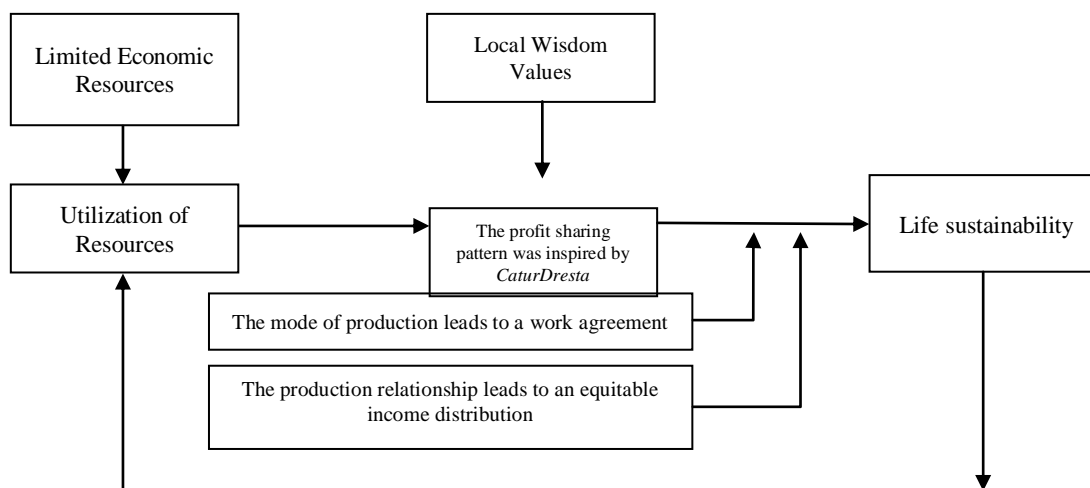 Limited Economic
Resources
Local Wisdom
Values
Utilization of
Resources
The profit sharing
pattern was inspired by
CaturDresta
Life sustainability
The mode of production leads to a work agreement
The production relationship leads to an equitable
income distribution